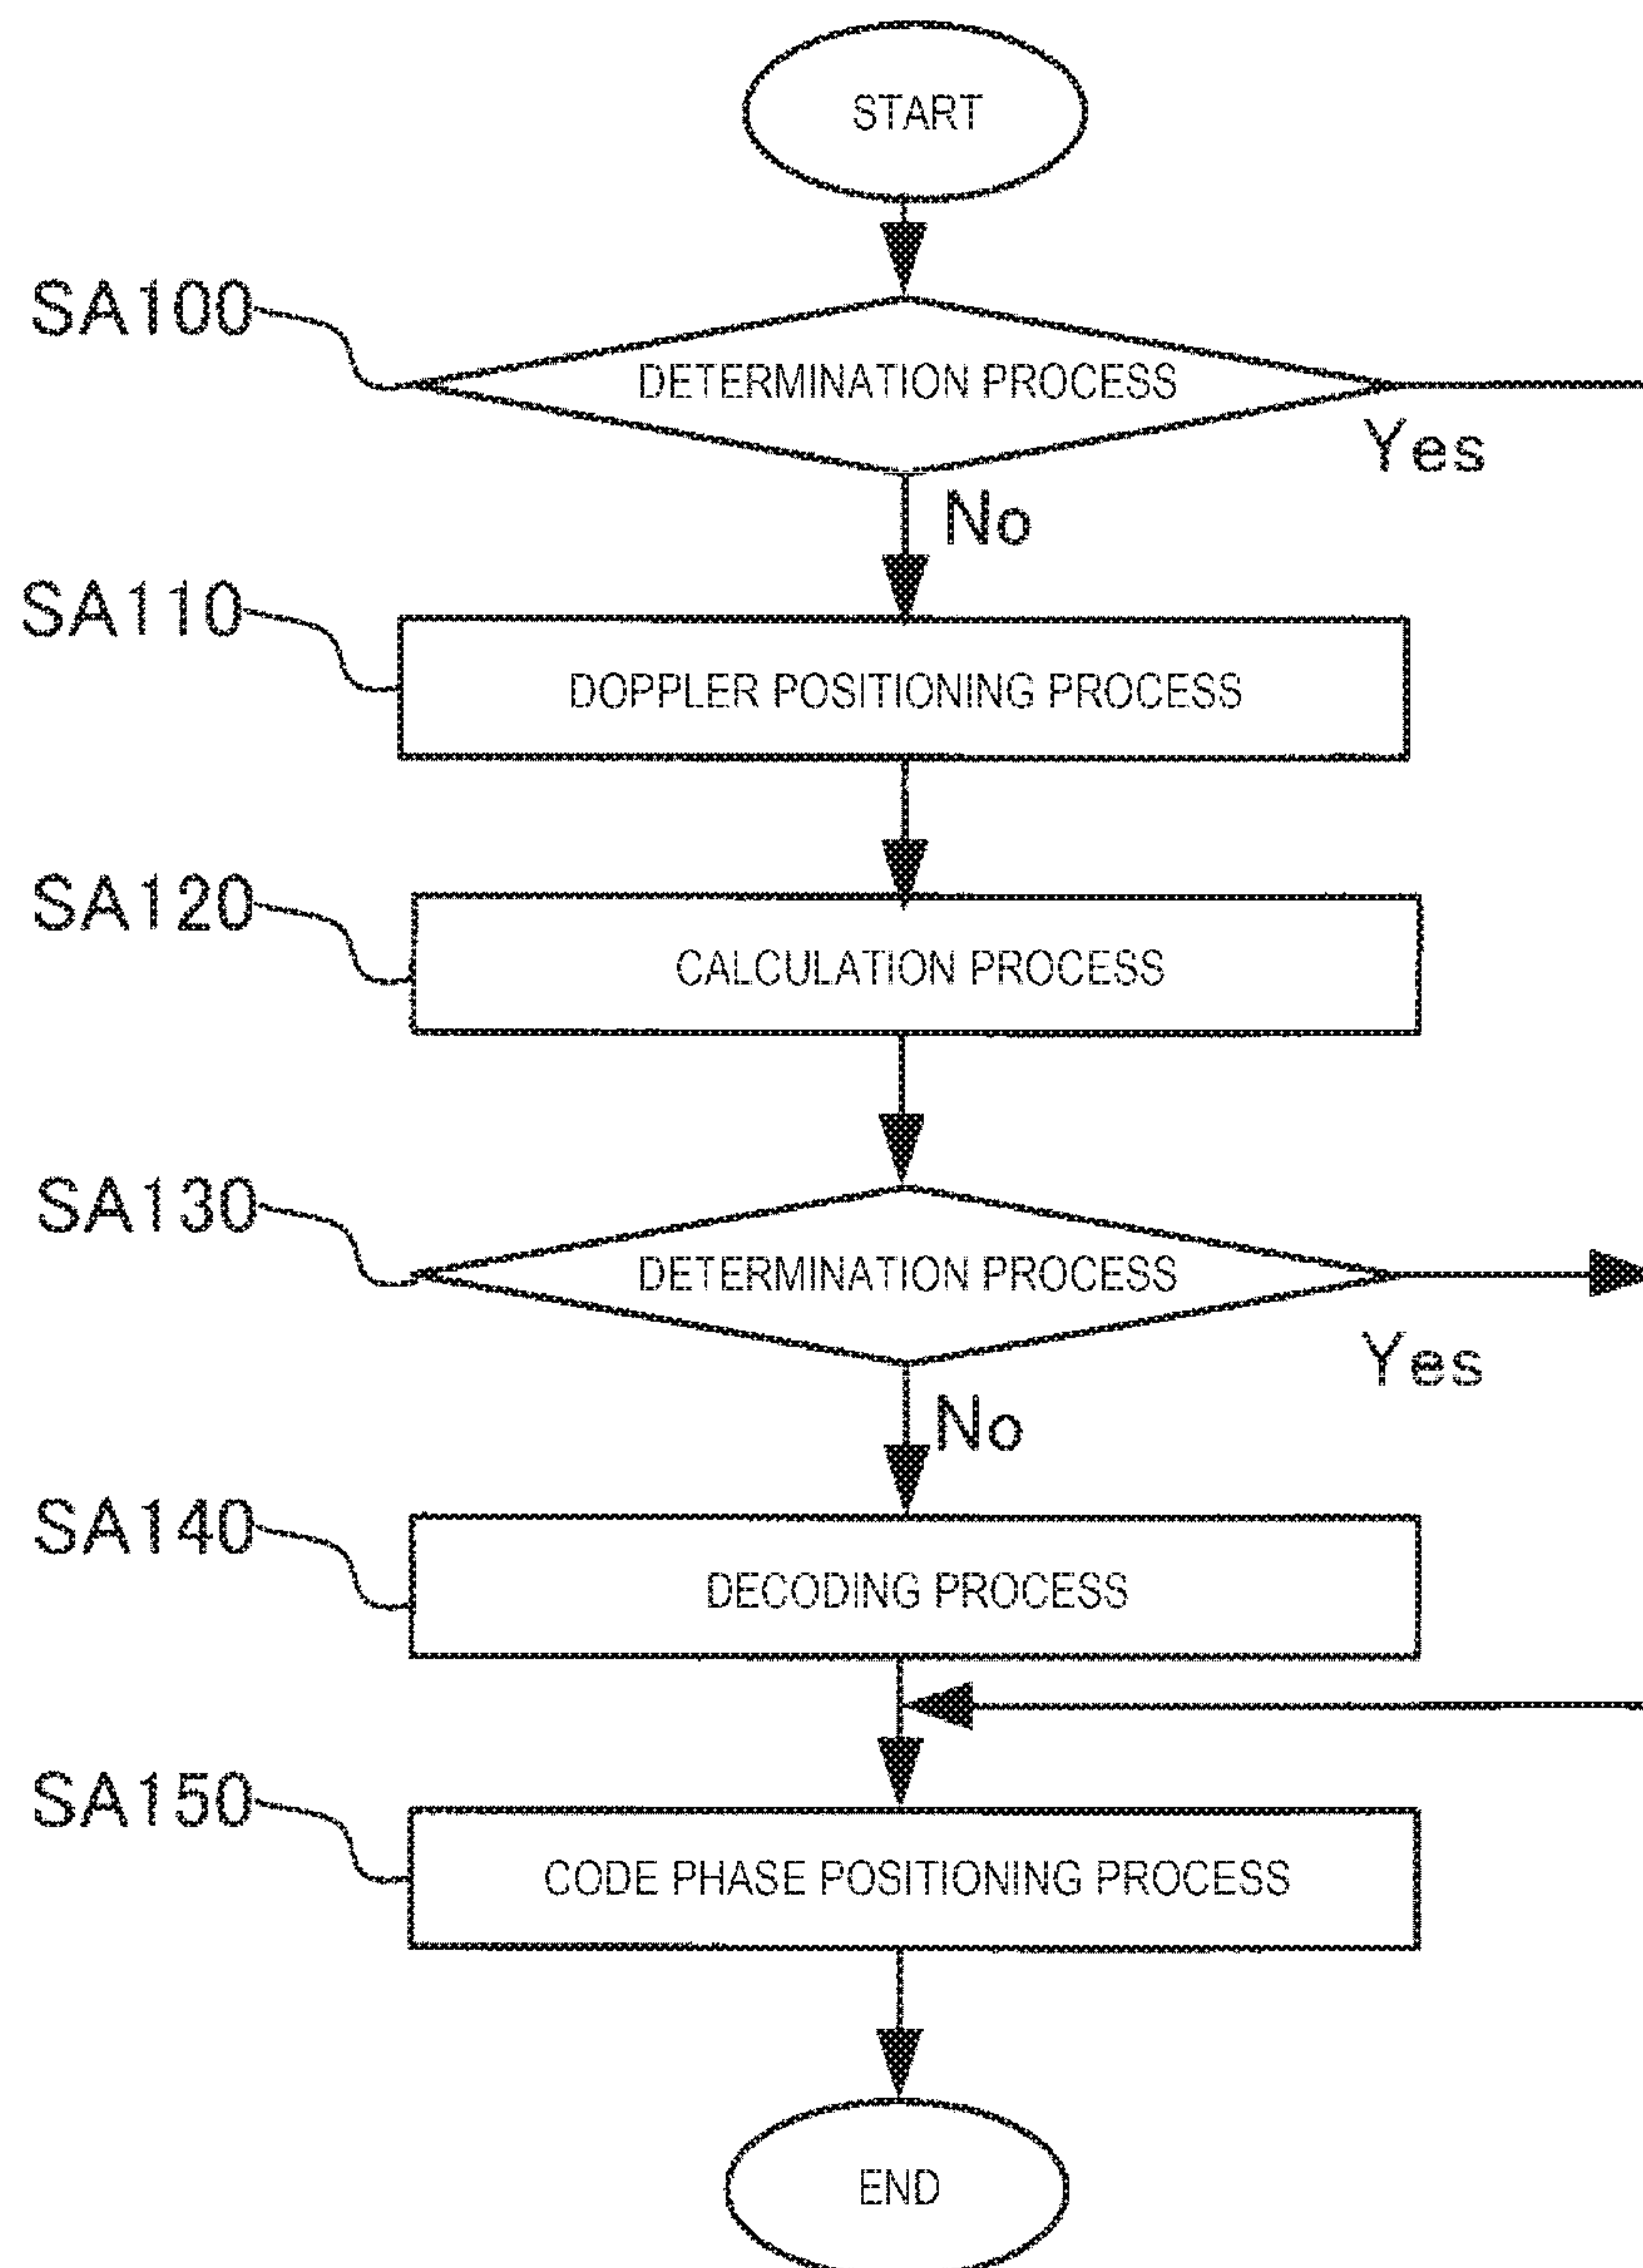 START
SA100
DETERMINATION PROCESS
Yes
No
SA110
DOPPLER POSITIONING PROCESS
SA120
CALCULATION PROCESS
SA130
DETERMINATION PROCESS
Yes
No
SA140
DECODING PROCESS
SA150
CODE PHASE POSITIONING PROCESS
END